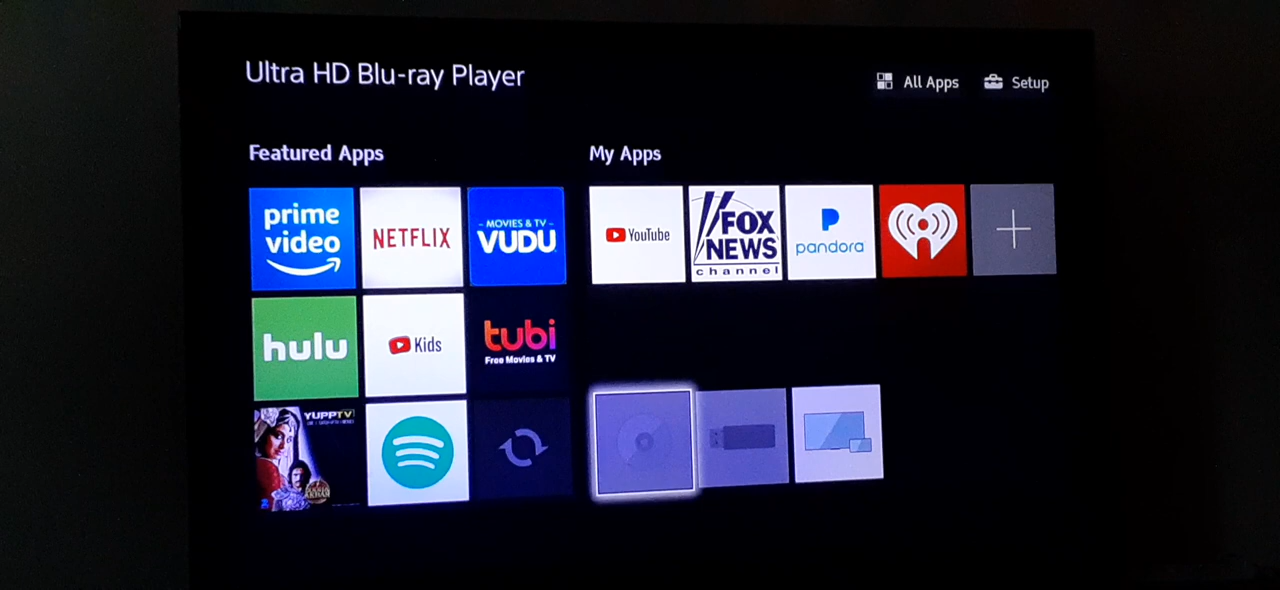 Ultra HD Blu-ray Player
All Apps
Setup
Featured Apps
My Apps
prime
video
NETFLIX
- MOVIES & TV -
VUDU
YouTube
FOX
NEWS
channel
P
pandora
hulu
Kids
tubi
Free Movies & TV
YUPPTV